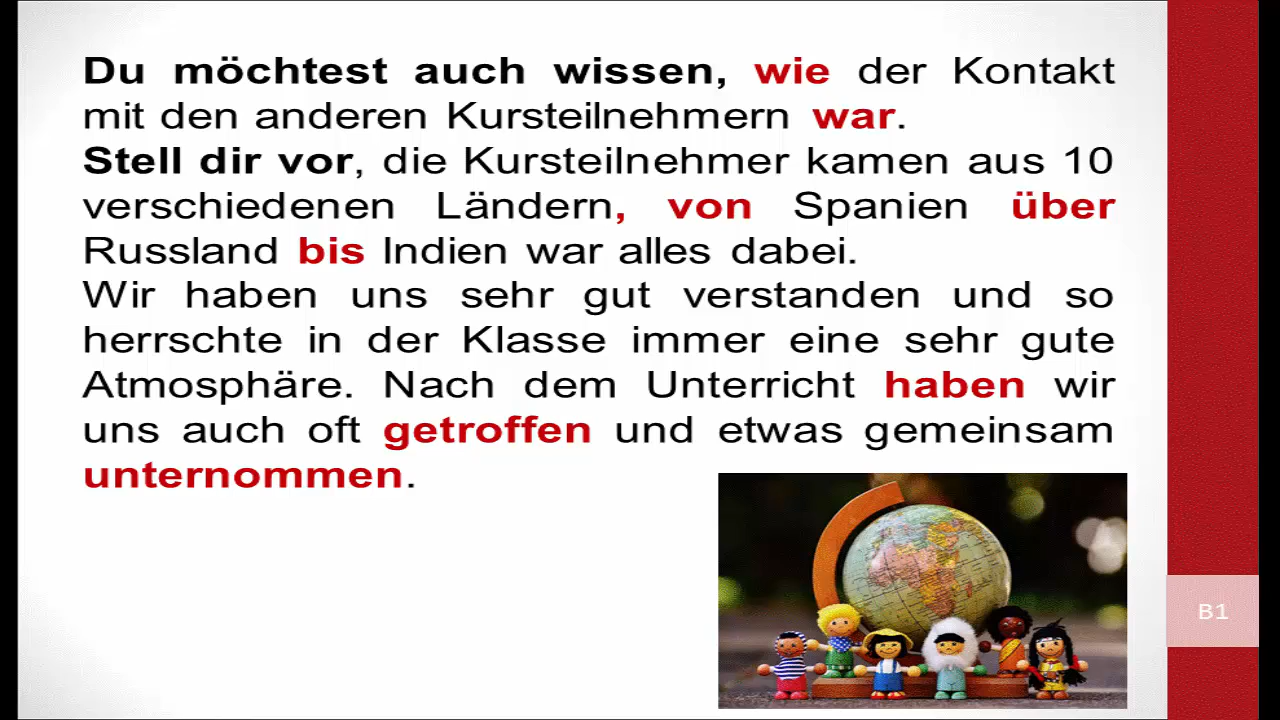 Du möchtest auch wissen, wie der Kontakt
mit den anderen Kursteilnehmern war.
Stell dir vor, die Kursteilnehmer kamen aus 10
verschiedenen Ländern, von Spanien über
Russland bis Indien war alles dabei.
Wir haben uns sehr gut verstanden und so
herrschte in der Klasse immer eine sehr gute
Atmosphäre. Nach dem Unterricht haben wir
uns auch oft getroffen und etwas gemeinsam
unternommen.
B1